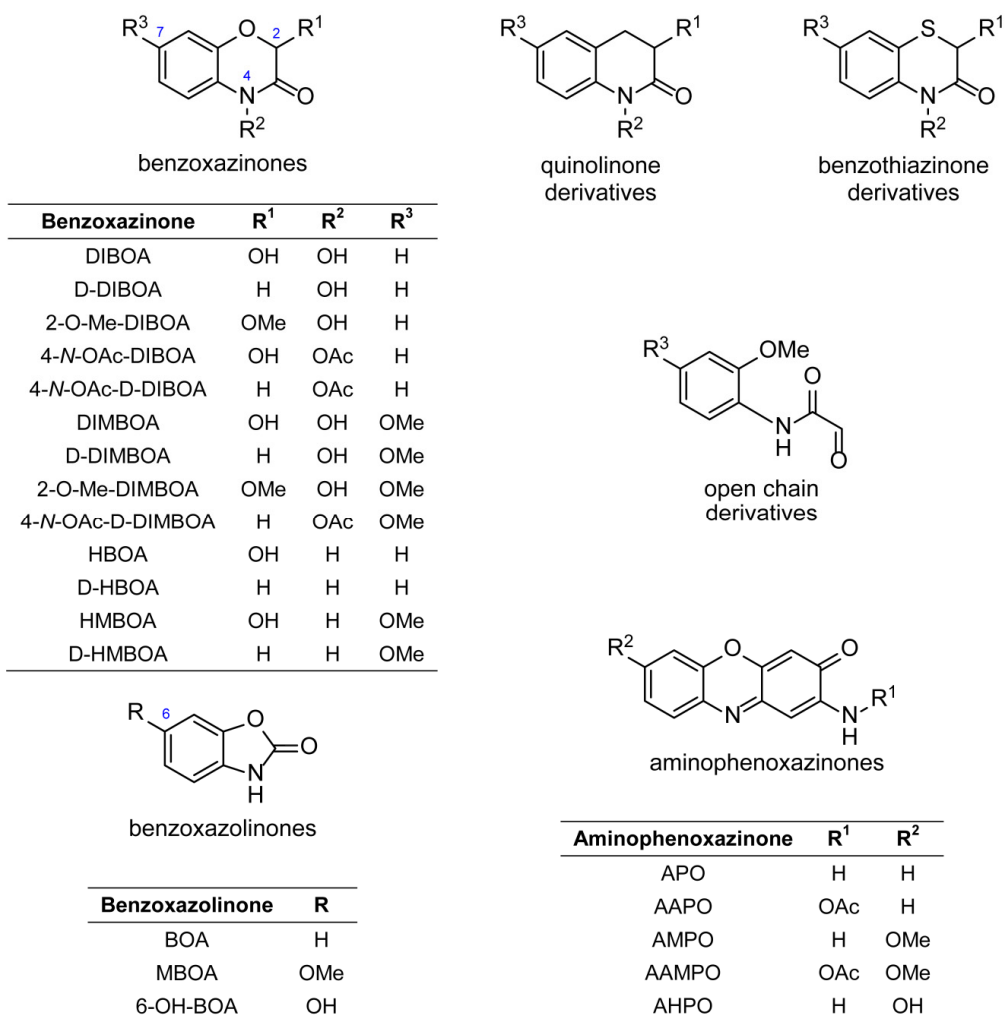 R³ 7 O 2 R¹
4
N O
R²
benzoxazinones
R³ R¹
N O
R²
quinolinone
derivatives
R³ S R¹
N O
R²
benzothiazinone
derivatives
Benzoxazinone R¹ R² R³
DIBOA OH OH H
D-DIBOA H OH H
2-O-Me-DIBOA OMe OH H
4-N-OAc-DIBOA OH OAc H
4-N-OAc-D-DIBOA H OAc H
DIMBOA OH OH OMe
D-DIMBOA H OH OMe
2-O-Me-DIMBOA OMe OH OMe
4-N-OAc-D-DIMBOA H OAc OMe
HBOA OH H H
D-HBOA H H H
HMBOA OH H OMe
D-HMBOA H H OMe
R³ OMe
O
N
H
O
open chain
derivatives
R 6 O
O
N
H
benzoxazolinones
Benzoxazolinone R
BOA H
MBOA OMe
6-OH-BOA OH
R² O O
N N R¹
H
aminophenoxazinones
Aminophenoxazinone R¹ R²
APO H H
AAPO OAc H
AMPO H OMe
AAMPO OAc OMe
AHPO H OH